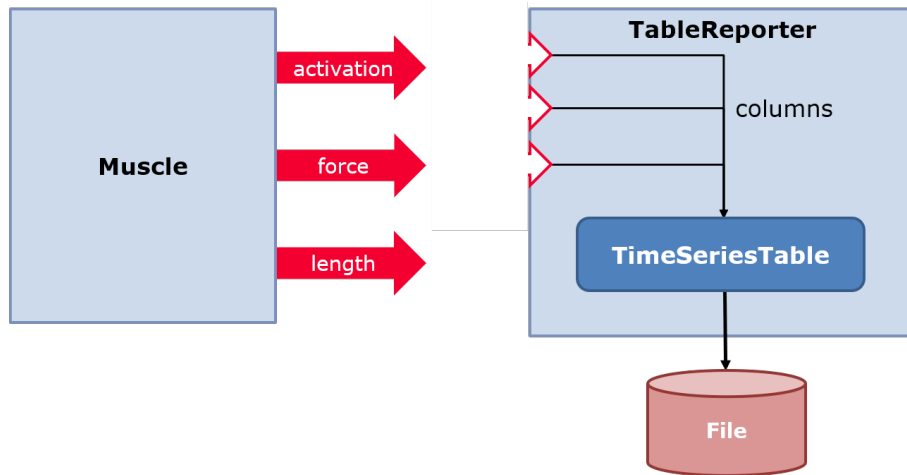 Muscle
activation
force
length
TableReporter
columns
TimeSeriesTable
File